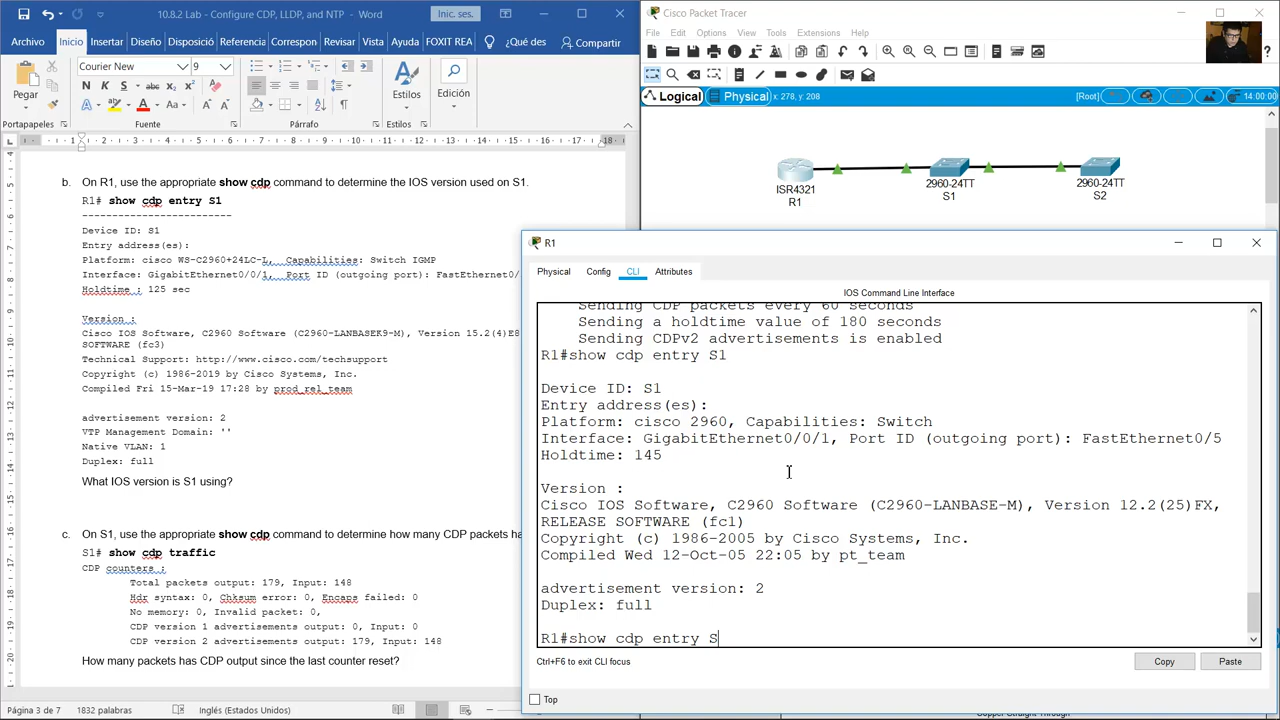 10.8.2 Lab - Configure CDP, LLDP, and NTP - Word
Inic. ses.
Archivo
Inicio
Insertar
Diseño
Disposició
Referencia
Correspon
Revisar
Vista
Ayuda
FOXIT REA
¿Qué des
Compartir
Pegar
Courier New
9
N K S abc x₂ x²
Aa
Estilos
Edición
Portapapeles
Fuente
Párrafo
Estilos
b. On R1, use the appropriate show cdp command to determine the IOS version used on S1.
R1# show cdp entry S1
-------------------------
Device ID: S1
Entry address(es):
Platform: cisco WS-C2960+24LC-L, Capabilities: Switch IGMP
Interface: GigabitEthernet0/0/1, Port ID (outgoing port): FastEthernet0/
Holdtime : 125 sec
Version :
Cisco IOS Software, C2960 Software (C2960-LANBASEK9-M), Version 15.2(4)E8
SOFTWARE (fc3)
Technical Support: http://www.cisco.com/techsupport
Copyright (c) 1986-2019 by Cisco Systems, Inc.
Compiled Fri 15-Mar-19 17:28 by prod_rel_team
advertisement version: 2
VTP Management Domain: ''
Native VLAN: 1
Duplex: full
What IOS version is S1 using?
c. On S1, use the appropriate show cdp command to determine how many CDP packets ha
S1# show cdp traffic
CDP counters :
Total packets output: 179, Input: 148
Hdr syntax: 0, Chksum error: 0, Encaps failed: 0
No memory: 0, Invalid packet: 0,
CDP version 1 advertisements output: 0, Input: 0
CDP version 2 advertisements output: 179, Input: 148
How many packets has CDP output since the last counter reset?
Página 3 de 7
1832 palabras
Inglés (Estados Unidos)
Cisco Packet Tracer
File Edit Options View Tools Extensions Help
Logical
Physical
x: 278, y: 208
[Root]
14:00:00
ISR4321
R1
2960-24TT
S1
2960-24TT
S2
R1
Physical
Config
CLI
Attributes
IOS Command Line Interface
Sending CDP packets every 60 seconds
Sending a holdtime value of 180 seconds
Sending CDPv2 advertisements is enabled
R1#show cdp entry S1
Device ID: S1
Entry address(es):
Platform: cisco 2960, Capabilities: Switch
Interface: GigabitEthernet0/0/1, Port ID (outgoing port): FastEthernet0/5
Holdtime: 145
Version :
Cisco IOS Software, C2960 Software (C2960-LANBASE-M), Version 12.2(25)FX,
RELEASE SOFTWARE (fc1)
Copyright (c) 1986-2005 by Cisco Systems, Inc.
Compiled Wed 12-Oct-05 22:05 by pt_team
advertisement version: 2
Duplex: full
R1#show cdp entry S
Ctrl+F6 to exit CLI focus
Copy
Paste
Top
Copper Straight-Through